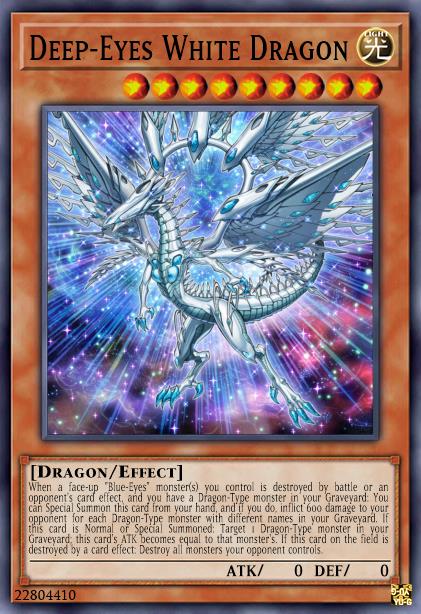 DEEP-EYES WHITE DRAGON
LIGHT
光
[DRAGON/EFFECT]
When a face-up "Blue-Eyes" monster(s) you control is destroyed by battle or an
opponent's card effect, and you have a Dragon-Type monster in your Graveyard: You
can Special Summon this card from your hand, and if you do, inflict 600 damage to your
opponent for each Dragon-Type monster with different names in your Graveyard. If
this card is Normal or Special Summoned: Target 1 Dragon-Type monster in your
Graveyard; this card's ATK becomes equal to that monster's. If this card on the field is
destroyed by a card effect: Destroy all monsters your opponent controls.
ATK/ 0 DEF/ 0
22804410